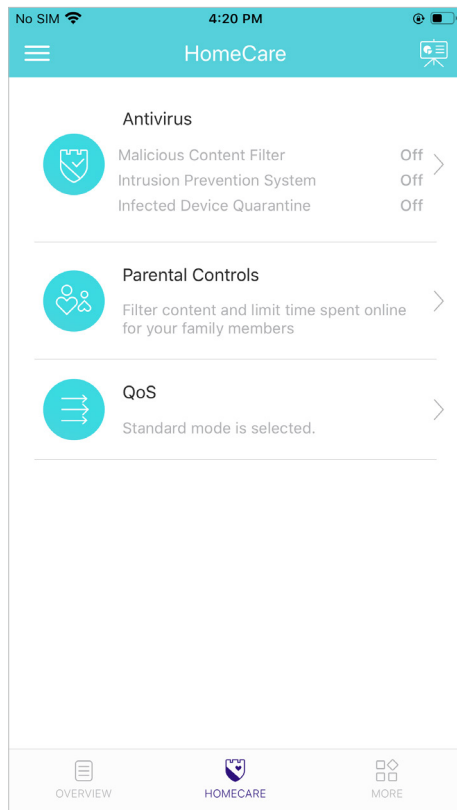 No SIM 4:20 PM
HomeCare
Antivirus
Malicious Content Filter Off
Intrusion Prevention System Off
Infected Device Quarantine Off
Parental Controls
Filter content and limit time spent online
for your family members
QoS
Standard mode is selected.
OVERVIEW HOMECARE MORE